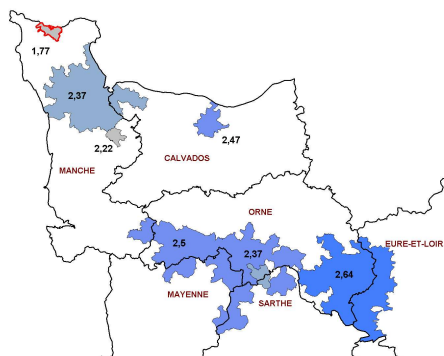 1,77
2,37
2,22
2,47
CALVADOS
MANCHE
ORNE
2,5
2,37
EURE-ET-LOIR
2,64
MAYENNE
SARTHE